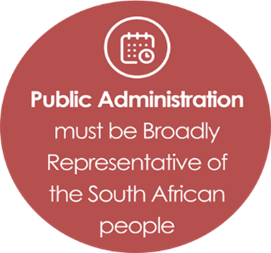 Public Administration
must be Broadly
Representative of
the South African
people